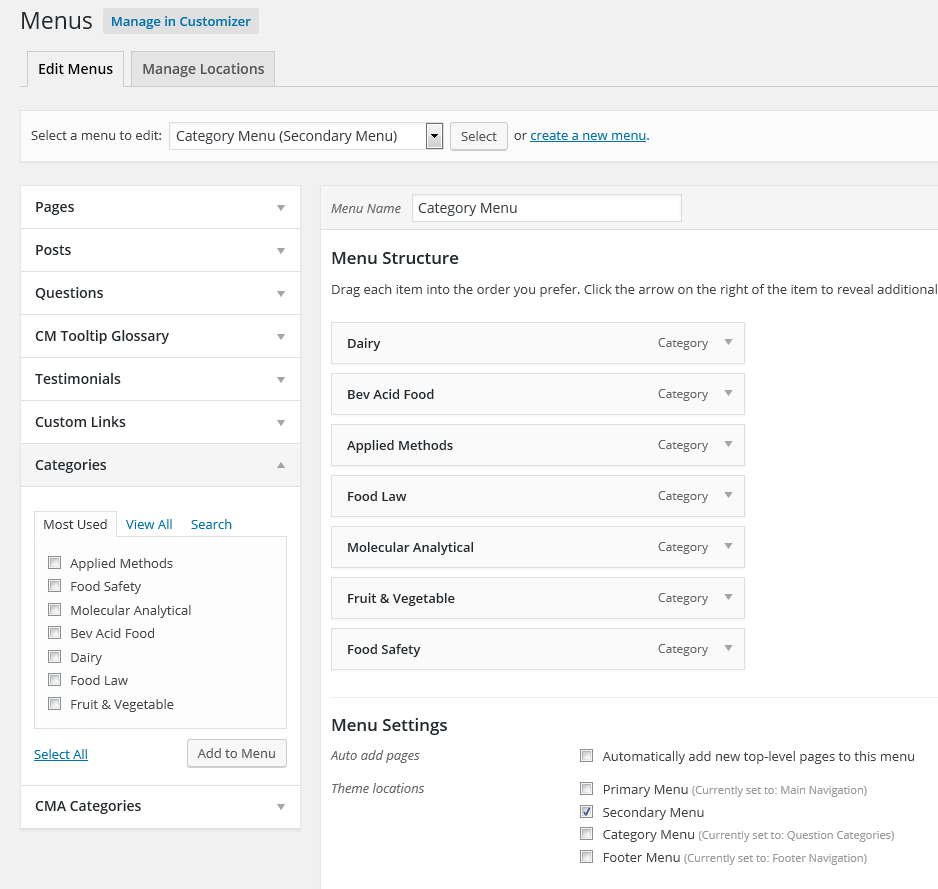 Menus Manage in Customizer
Edit Menus Manage Locations
Select a menu to edit: Category Menu (Secondary Menu) Select or create a new menu.
Pages
Posts
Questions
CM Tooltip Glossary
Testimonials
Custom Links
Categories
Most Used View All Search
Applied Methods
Food Safety
Molecular Analytical
Bev Acid Food
Dairy
Food Law
Fruit & Vegetable
Select All Add to Menu
CMA Categories
Menu Name Category Menu
Menu Structure
Drag each item into the order you prefer. Click the arrow on the right of the item to reveal additional
Dairy Category
Bev Acid Food Category
Applied Methods Category
Food Law Category
Molecular Analytical Category
Fruit & Vegetable Category
Food Safety Category
Menu Settings
Auto add pages Automatically add new top-level pages to this menu
Theme locations Primary Menu (Currently set to: Main Navigation)
Secondary Menu
Category Menu (Currently set to: Question Categories)
Footer Menu (Currently set to: Footer Navigation)